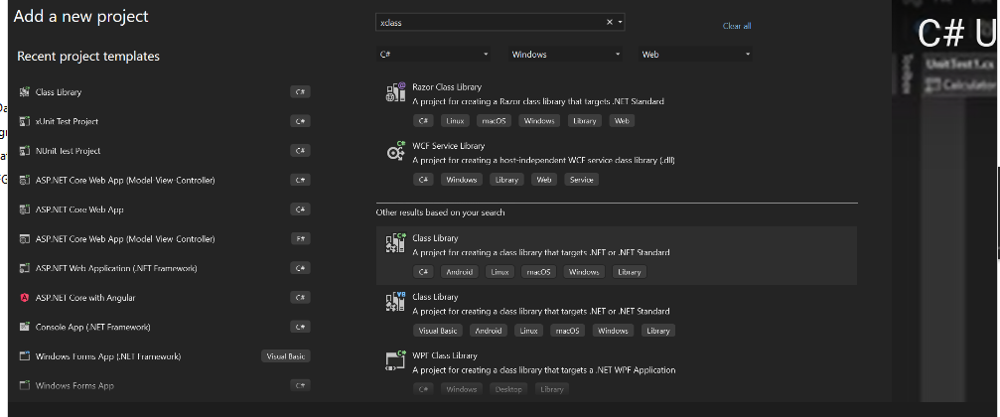 Add a new project
Recent project templates
Class Library C#
xUnit Test Project C#
NUnit Test Project C#
ASP.NET Core Web App (Model-View-Controller) C#
ASP.NET Core Web App C#
ASP.NET Core Web App (Model-View-Controller) F#
ASP.NET Web Application (.NET Framework) C#
ASP.NET Core with Angular C#
Console App (.NET Framework) C#
Windows Forms App (.NET Framework) Visual Basic
Windows Forms App C#
xclass
Clear all
C# Windows Web
Razor Class Library
A project for creating a Razor class library that targets .NET Standard
C# Linux macOS Windows Library Web
WCF Service Library
A project for creating a host-independent WCF service class library (.dll)
C# Windows Library Web Service
Other results based on your search
Class Library
A project for creating a class library that targets .NET or .NET Standard
C# Android Linux macOS Windows Library
Class Library
A project for creating a class library that targets .NET or .NET Standard
Visual Basic Android Linux macOS Windows Library
WPF Class Library
A project for creating a class library that targets a .NET WPF Application
C# Windows Desktop Library
C# U
UnitTest1.cs
Calculator
Toolbox